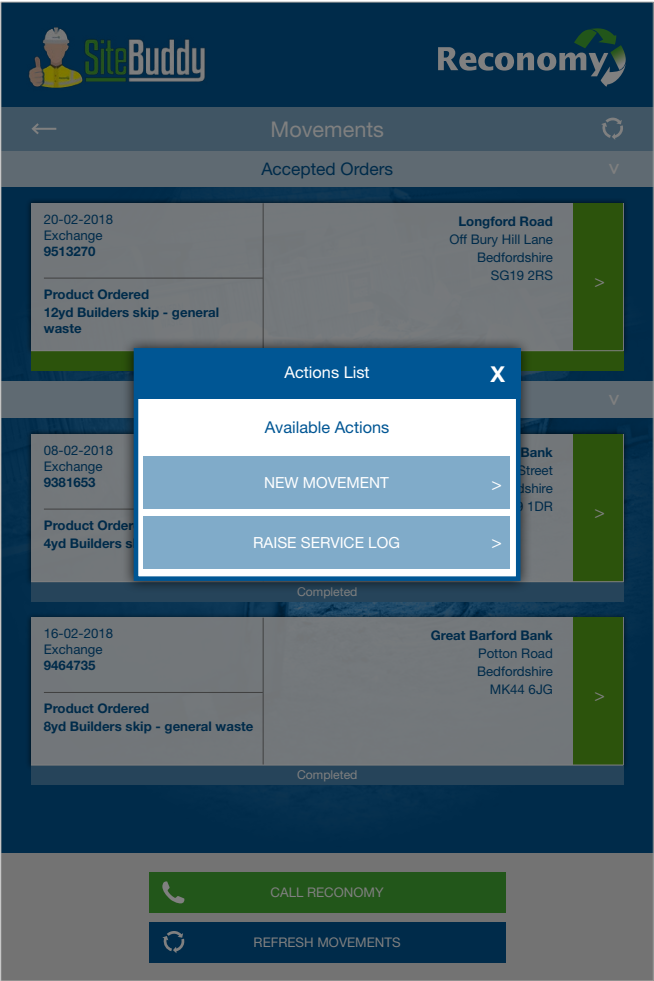 SiteBuddy
Reconomy
Movements
Accepted Orders
V
20-02-2018
Exchange
9513270
Product Ordered
12yd Builders skip - general
waste
Longford Road
Off Bury Hill Lane
Bedfordshire
SG19 2RS
>
Actions List
X
Available Actions
NEW MOVEMENT >
RAISE SERVICE LOG >
V
08-02-2018
Exchange
9381653
Product Order
4yd Builders s
Bank
Street
dshire
9 1DR
>
Completed
16-02-2018
Exchange
9464735
Product Ordered
8yd Builders skip - general waste
Great Barford Bank
Potton Road
Bedfordshire
MK44 6JG
>
Completed
CALL RECONOMY
REFRESH MOVEMENTS